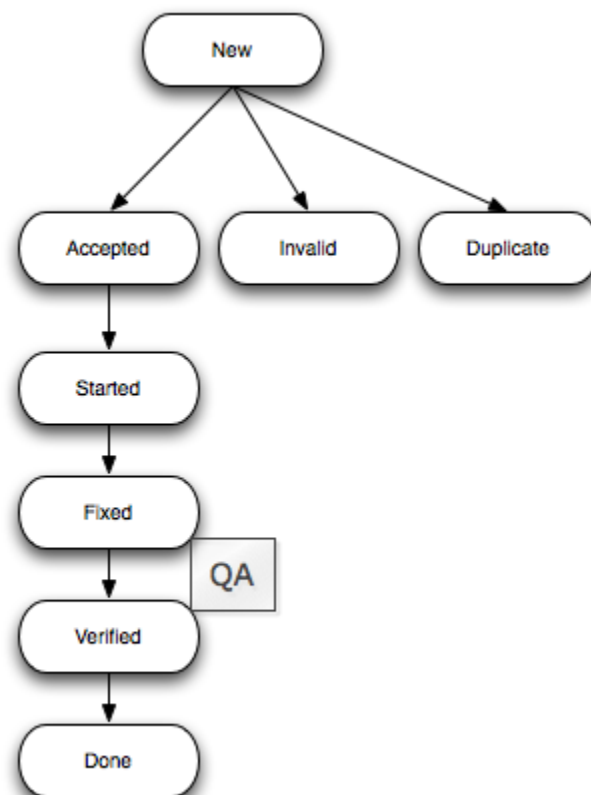 New
Accepted
Invalid
Duplicate
Started
Fixed
QA
Verified
Done